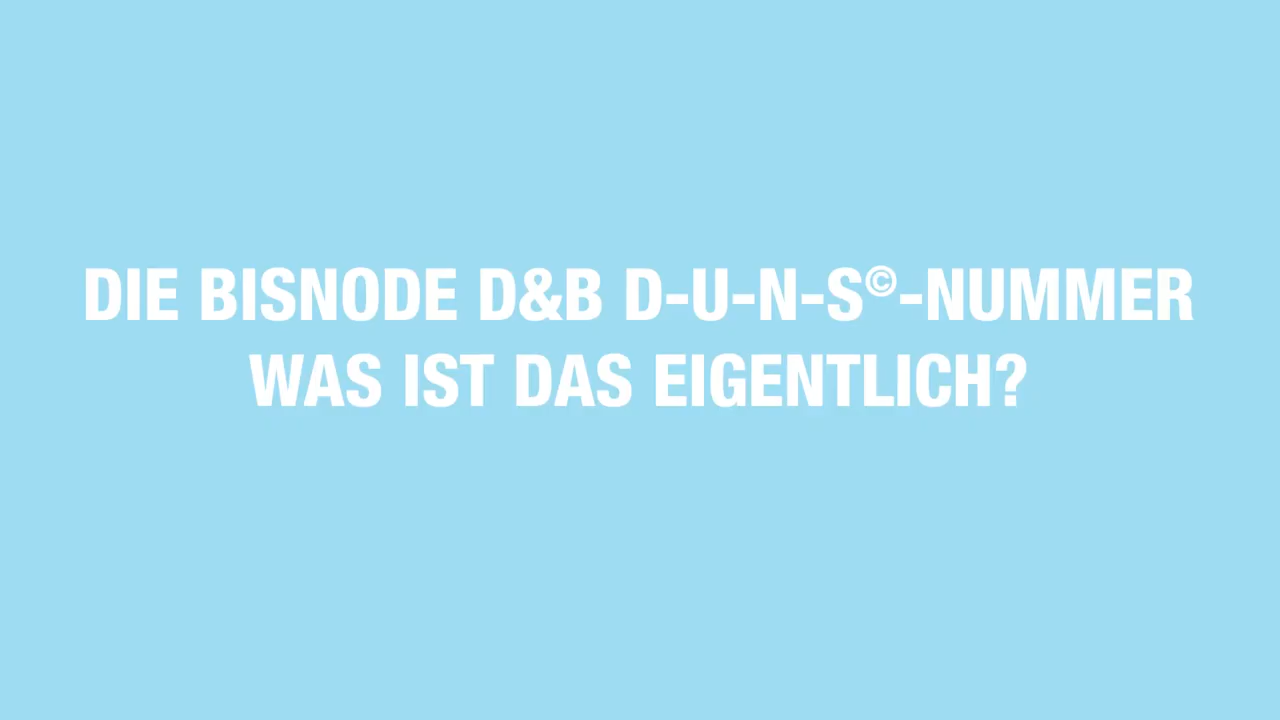 DIE BISNODE D&B D-U-N-S©-NUMMER
WAS IST DAS EIGENTLICH?